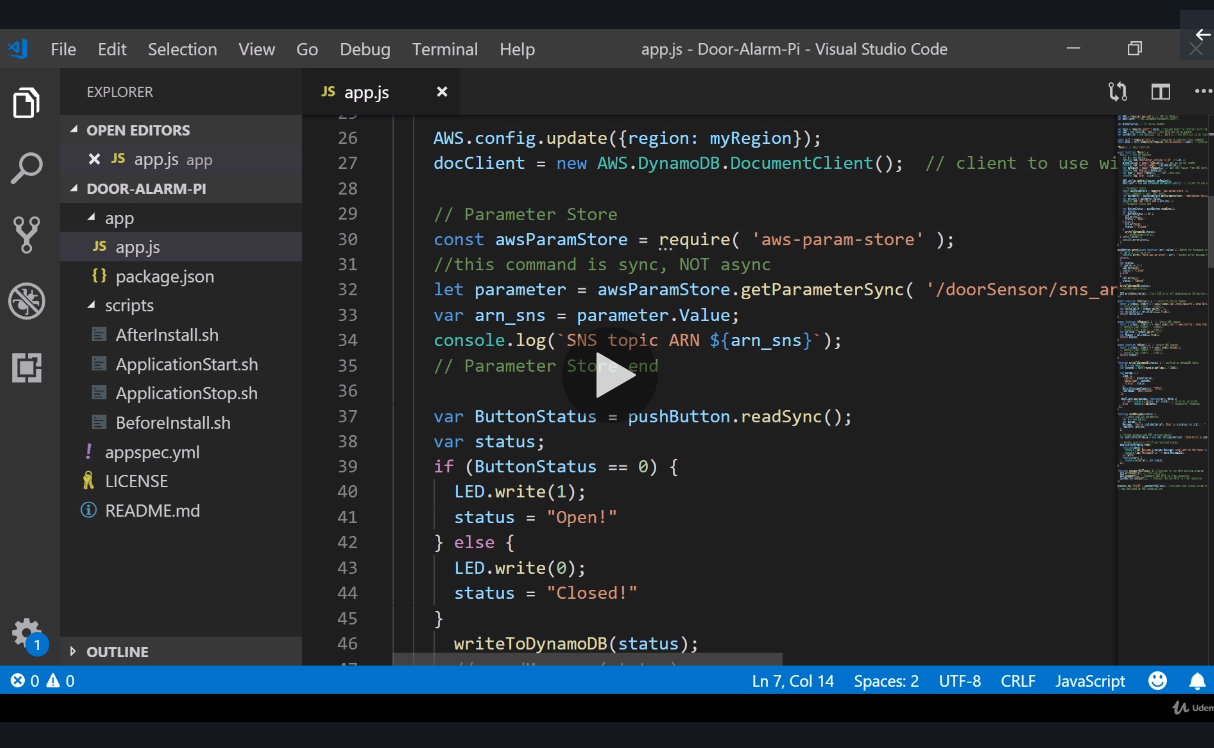 File Edit Selection View Go Debug Terminal Help app.js - Door-Alarm-Pi - Visual Studio Code
EXPLORER
JS app.js
OPEN EDITORS
JS app.js app
DOOR-ALARM-PI
app
JS app.js
{} package.json
scripts
AfterInstall.sh
ApplicationStart.sh
ApplicationStop.sh
BeforeInstall.sh
! appspec.yml
LICENSE
README.md
OUTLINE
1
26 AWS.config.update({region: myRegion});
27 docClient = new AWS.DynamoDB.DocumentClient(); // client to use wi
28
29 // Parameter Store
30 const awsParamStore = require( 'aws-param-store' );
31 //this command is sync, NOT async
32 let parameter = awsParamStore.getParameterSync( '/doorSensor/sns_ar
33 var arn_sns = parameter.Value;
34 console.log(`SNS topic ARN ${arn_sns}`);
35 // Parameter Store end
36
37 var ButtonStatus = pushButton.readSync();
38 var status;
39 if (ButtonStatus == 0) {
40 LED.write(1);
41 status = "Open!"
42 } else {
43 LED.write(0);
44 status = "Closed!"
45 }
46 writeToDynamoDB(status);
0 0 Ln 7, Col 14 Spaces: 2 UTF-8 CRLF JavaScript
Udem